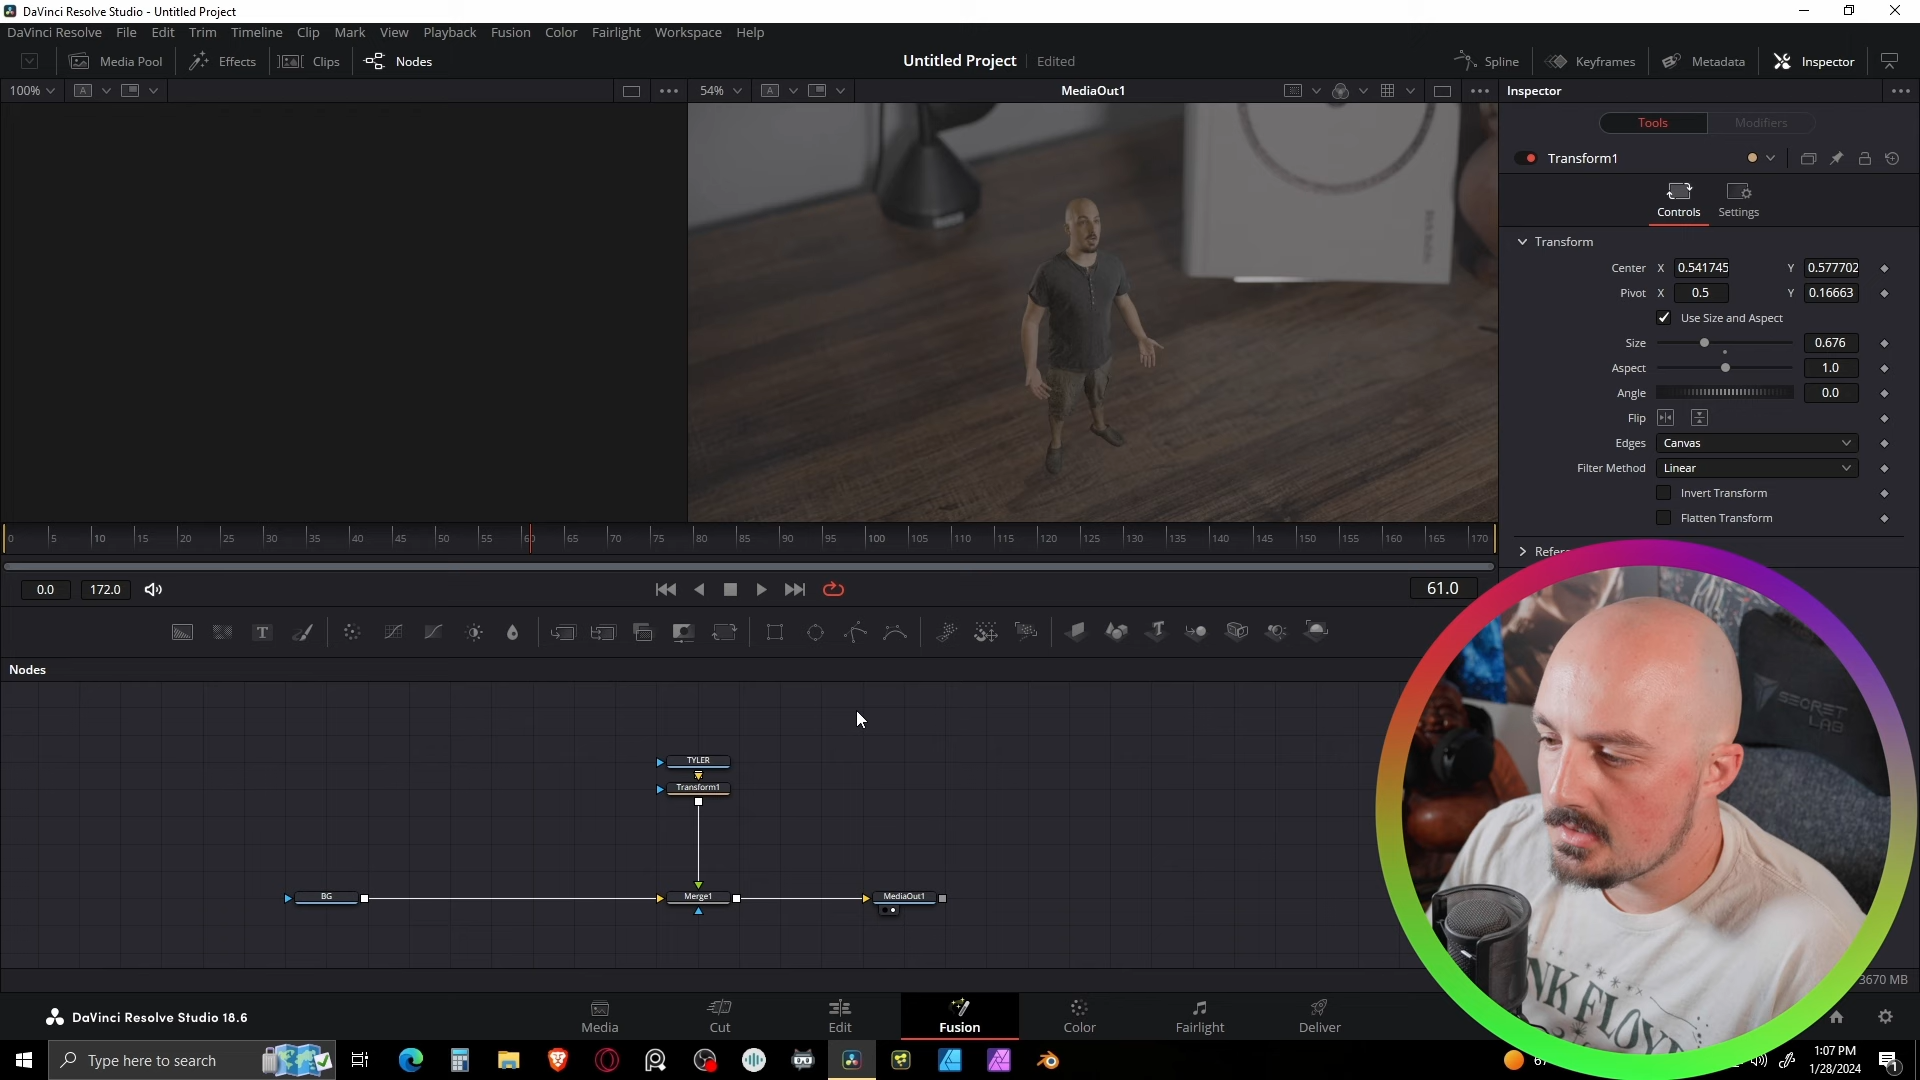 DaVinci Resolve Studio - Untitled Project
DaVinci Resolve File Edit Trim Timeline Clip Mark View Playback Fusion Color Fairlight Workspace Help
Media Pool Effects Clips Nodes Untitled Project Edited Spline Keyframes Metadata Inspector
100% A 54% A MediaOut1 Inspector
Tools Modifiers
Transform1
Controls Settings
Transform
Center X 0.541745 Y 0.577702
Pivot X 0.5 Y 0.16663
Use Size and Aspect
Size 0.676
Aspect 1.0
Angle 0.0
Flip
Edges Canvas
Filter Method Linear
Invert Transform
Flatten Transform
0 5 10 15 20 25 30 35 40 45 50 55 60 65 70 75 80 85 90 95 100 105 110 115 120 125 130 135 140 145 150 155 160 165 170
0.0 172.0 61.0
T T
Nodes
TYLER
Transform1
BG Merge1 MediaOut1
SECRET
LAB
3670 MB
DaVinci Resolve Studio 18.6 Media Cut Edit Fusion Color Fairlight Deliver
Type here to search
1:07 PM
1/28/2024
1